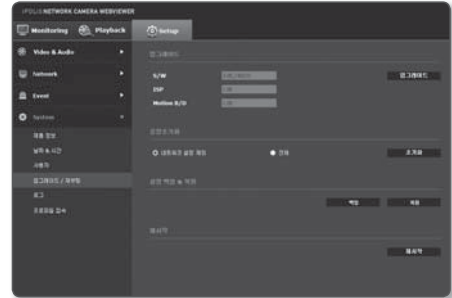 iPOLiS NETWORK CAMERA WEBVIEWER
Monitoring
Playback
Setup
Video & Audio
Network
Event
System
제품 정보
날짜 & 시간
사용자
업그레이드 / 재부팅
로그
프로파일 접속
업그레이드
S/W
업그레이드
ISP
Motion S/D
공장초기화
네트워크 설정 제외
전체
초기화
설정 백업 & 복원
백업
복원
재시작
재시작